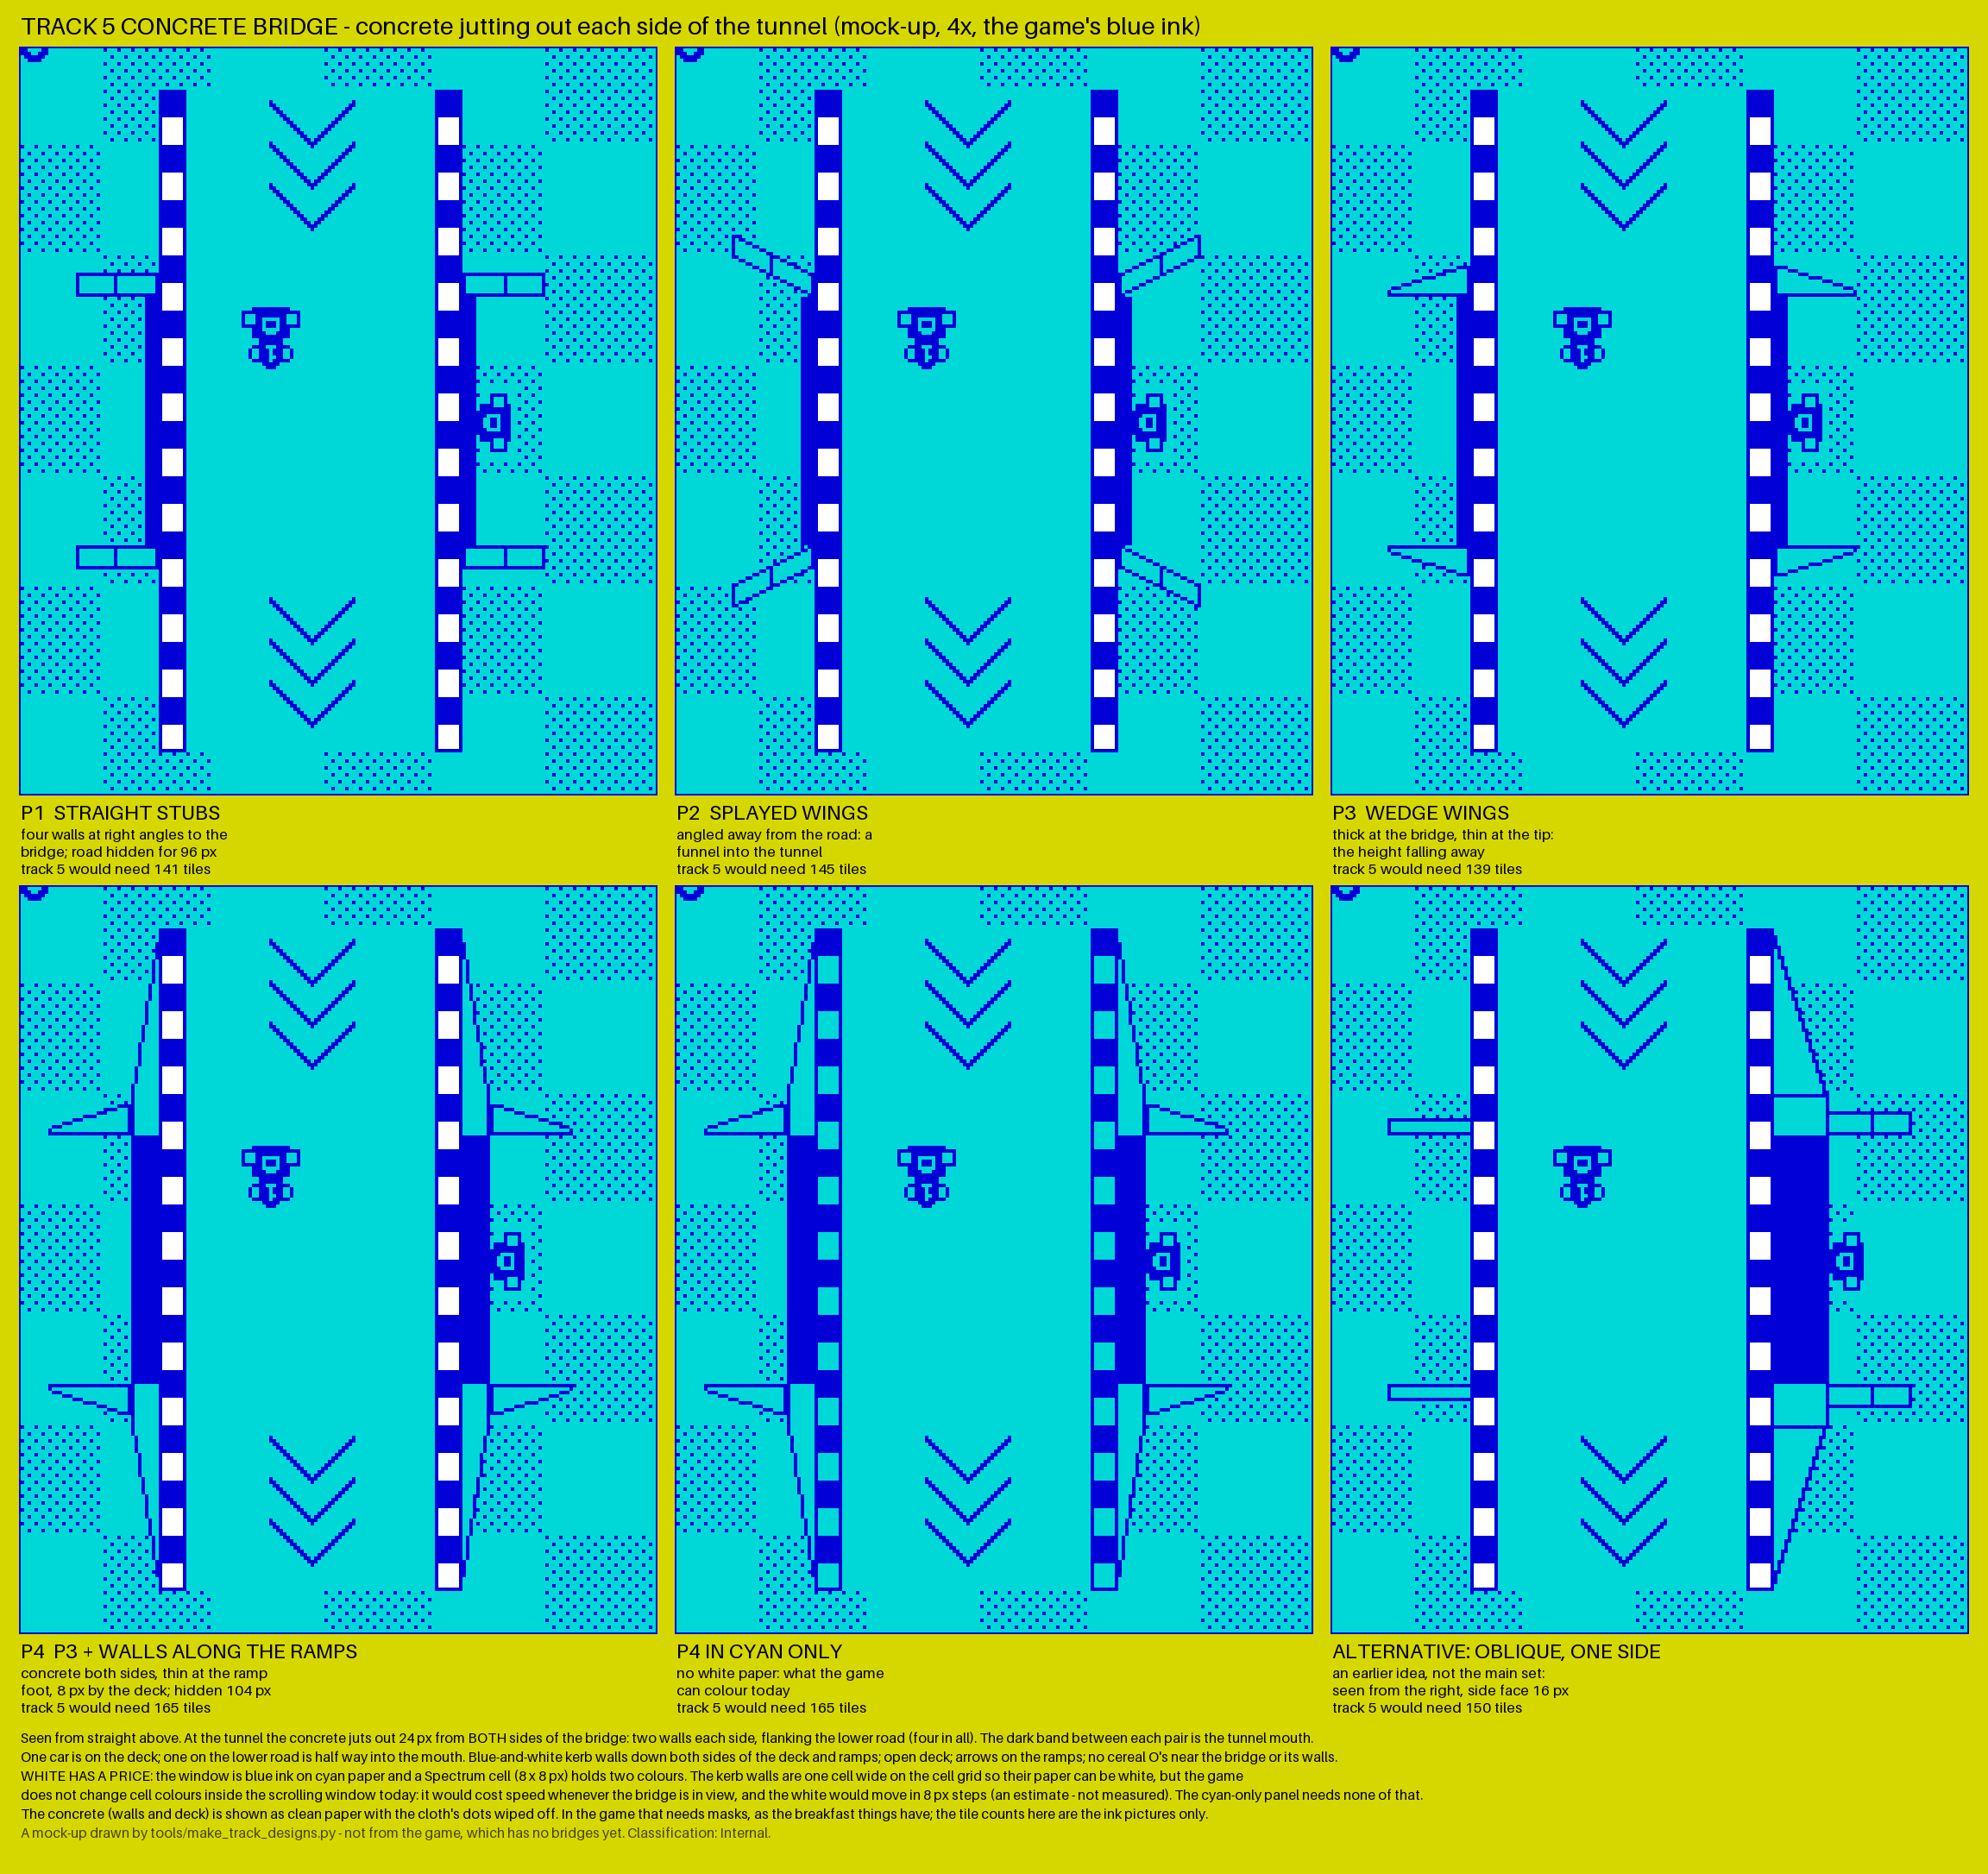 TRACK 5 CONCRETE BRIDGE - concrete jutting out each side of the tunnel (mock-up, 4x, the game's blue ink)
P1 STRAIGHT STUBS
four walls at right angles to the
bridge; road hidden for 96 px
track 5 would need 141 tiles
P2 SPLAYED WINGS
angled away from the road: a
funnel into the tunnel
track 5 would need 145 tiles
P3 WEDGE WINGS
thick at the bridge, thin at the tip:
the height falling away
track 5 would need 139 tiles
P4 P3 + WALLS ALONG THE RAMPS
concrete both sides, thin at the ramp
foot, 8 px by the deck; hidden 104 px
track 5 would need 165 tiles
P4 IN CYAN ONLY
no white paper: what the game
can colour today
track 5 would need 165 tiles
ALTERNATIVE: OBLIQUE, ONE SIDE
an earlier idea, not the main set:
seen from the right, side face 16 px
track 5 would need 150 tiles
Seen from straight above. At the tunnel the concrete juts out 24 px from BOTH sides of the bridge: two walls each side, flanking the lower road (four in all). The dark band between each pair is the tunnel mouth.
One car is on the deck; one on the lower road is half way into the mouth. Blue-and-white kerb walls down both sides of the deck and ramps; open deck; arrows on the ramps; no cereal O's near the bridge or its walls.
WHITE HAS A PRICE: the window is blue ink on cyan paper and a Spectrum cell (8 x 8 px) holds two colours. The kerb walls are one cell wide on the cell grid so their paper can be white, but the game
does not change cell colours inside the scrolling window today: it would cost speed whenever the bridge is in view, and the white would move in 8 px steps (an estimate - not measured). The cyan-only panel needs none of that.
The concrete (walls and deck) is shown as clean paper with the cloth's dots wiped off. In the game that needs masks, as the breakfast things have; the tile counts here are the ink pictures only.
A mock-up drawn by tools/make_track_designs.py - not from the game, which has no bridges yet. Classification: Internal.